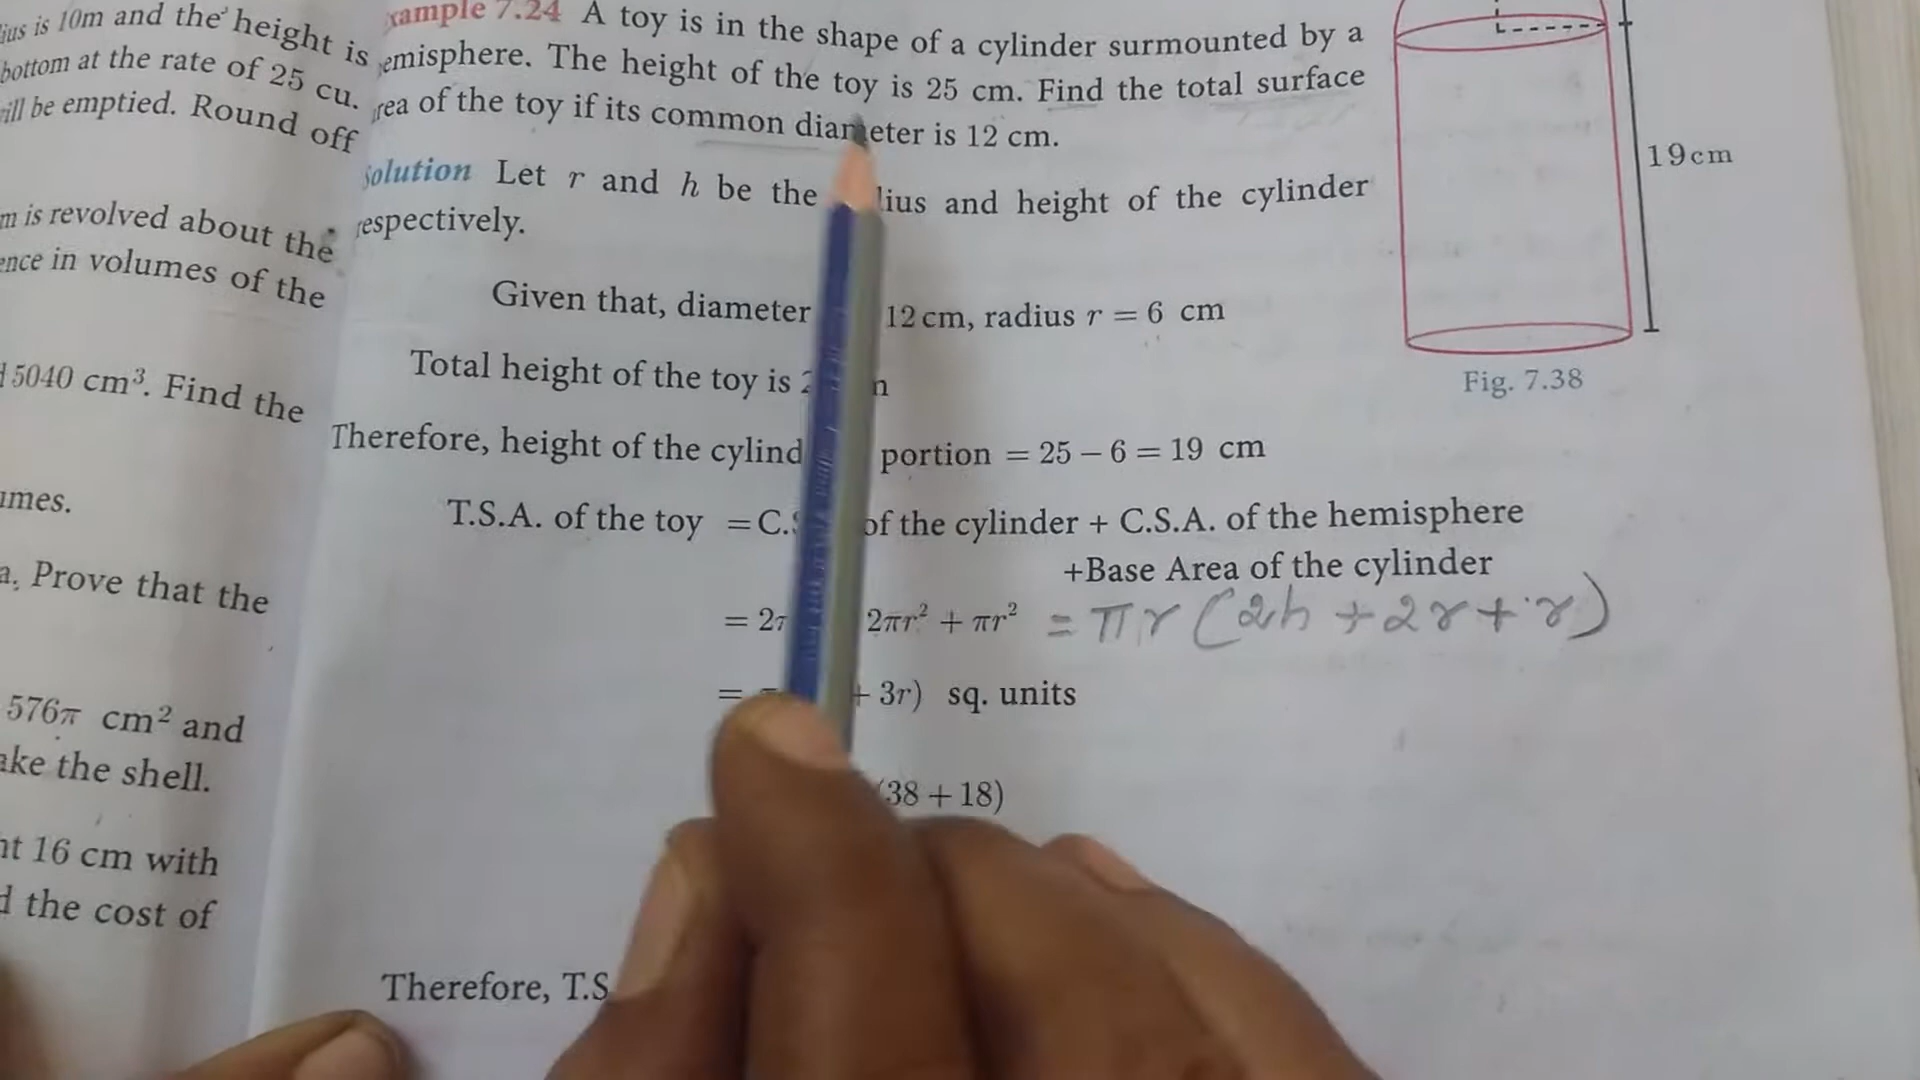 ius is 10m and the height is
bottom at the rate of 25 cu.
ill be emptied. Round off
m is revolved about the
ence in volumes of the
5040 cm³. Find the
umes.
a. Prove that the
576π cm² and
ake the shell.
nt 16 cm with
d the cost of
xample 7.24 A toy is in the shape of a cylinder surmounted by a
emisphere. The height of the toy is 25 cm. Find the total surface
rea of the toy if its common diameter is 12 cm.
Solution Let r and h be the dius and height of the cylinder
respectively.
Given that, diameter 12 cm, radius r = 6 cm
Total height of the toy is
Therefore, height of the cylind portion = 25 − 6 = 19 cm
T.S.A. of the toy = C.S of the cylinder + C.S.A. of the hemisphere
+Base Area of the cylinder
= 2π 2πr² + πr² = πr (2h + 2r + r)
= + 3r) sq. units
(38 + 18)
Therefore, T.S
19cm
Fig. 7.38